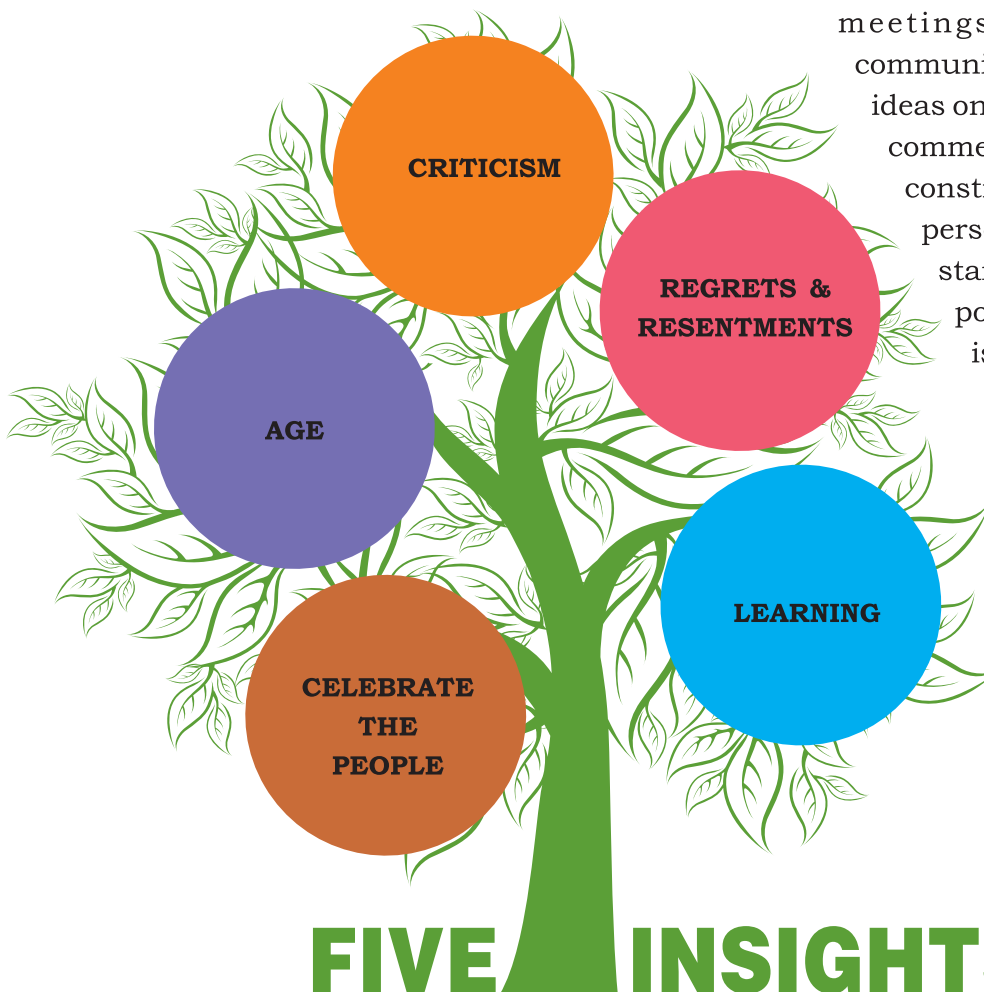 meetings
communi
ideas on
comme
const
pers
sta
po
is
CRITICISM
REGRETS &
RESENTMENTS
AGE
LEARNING
CELEBRATE
THE
PEOPLE
FIVE INSIGHT